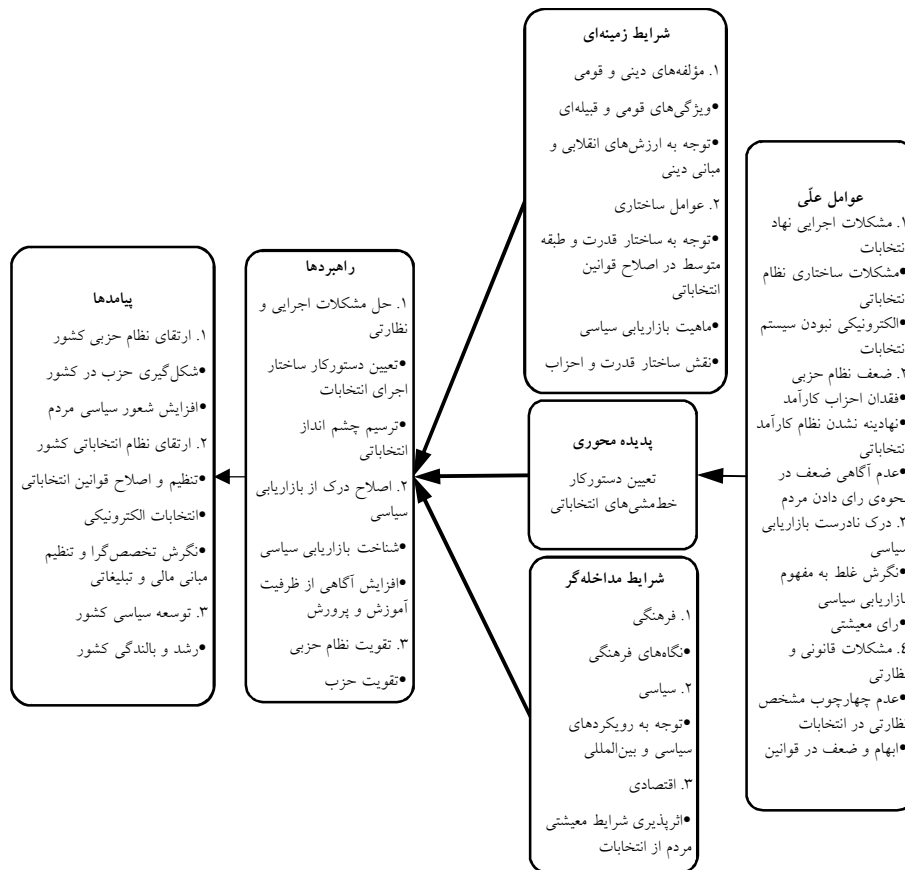 شرایط زمینه‌ای
۱. مؤلفه‌های دینی و قومی
•ویژگی‌های قومی و قبیله‌ای
•توجه به ارزش‌های انقلابی و
مبانی دینی
۲. عوامل ساختاری
•توجه به ساختار قدرت و طبقه
متوسط در اصلاح قوانین
انتخاباتی
•ماهیت بازاریابی سیاسی
•نقش ساختار قدرت و احزاب
عوامل علّی
۱. مشکلات اجرایی نهاد
انتخابات
•مشکلات ساختاری نظام
انتخاباتی
•الکترونیکی نبودن سیستم
انتخابات
۲. ضعف نظام حزبی
•فقدان احزاب کارآمد
•نهادینه نشدن نظام کارآمد
انتخاباتی
•عدم آگاهی ضعف در
نحوه‌ی رای دادن مردم
۳. درک نادرست بازاریابی
سیاسی
•نگرش غلط به مفهوم
بازاریابی سیاسی
•رای معیشتی
٤. مشکلات قانونی و
نظارتی
•عدم چهارچوب مشخص
نظارتی در انتخابات
•ابهام و ضعف در قوانین
پدیده محوری
تعیین دستورکار
خط‌مشی‌های انتخاباتی
شرایط مداخله‌گر
۱. فرهنگی
•نگاه‌های فرهنگی
۲. سیاسی
•توجه به رویکردهای
سیاسی و بین‌المللی
۳. اقتصادی
•اثرپذیری شرایط معیشتی
مردم از انتخابات
راهبردها
۱. حل مشکلات اجرایی و
نظارتی
•تعیین دستورکار ساختار
اجرای انتخابات
•ترسیم چشم انداز
انتخاباتی
۲. اصلاح درک از بازاریابی
سیاسی
•شناخت بازاریابی سیاسی
•افزایش آگاهی از ظرفیت
آموزش و پرورش
۳. تقویت نظام حزبی
•تقویت حزب
پیامدها
۱. ارتقای نظام حزبی کشور
•شکل‌گیری حزب در کشور
•افزایش شعور سیاسی مردم
۲. ارتقای نظام انتخاباتی کشور
•تنظیم و اصلاح قوانین انتخاباتی
•انتخابات الکترونیکی
•نگرش تخصص‌گرا و تنظیم
مبانی مالی و تبلیغاتی
۳. توسعه سیاسی کشور
•رشد و بالندگی کشور